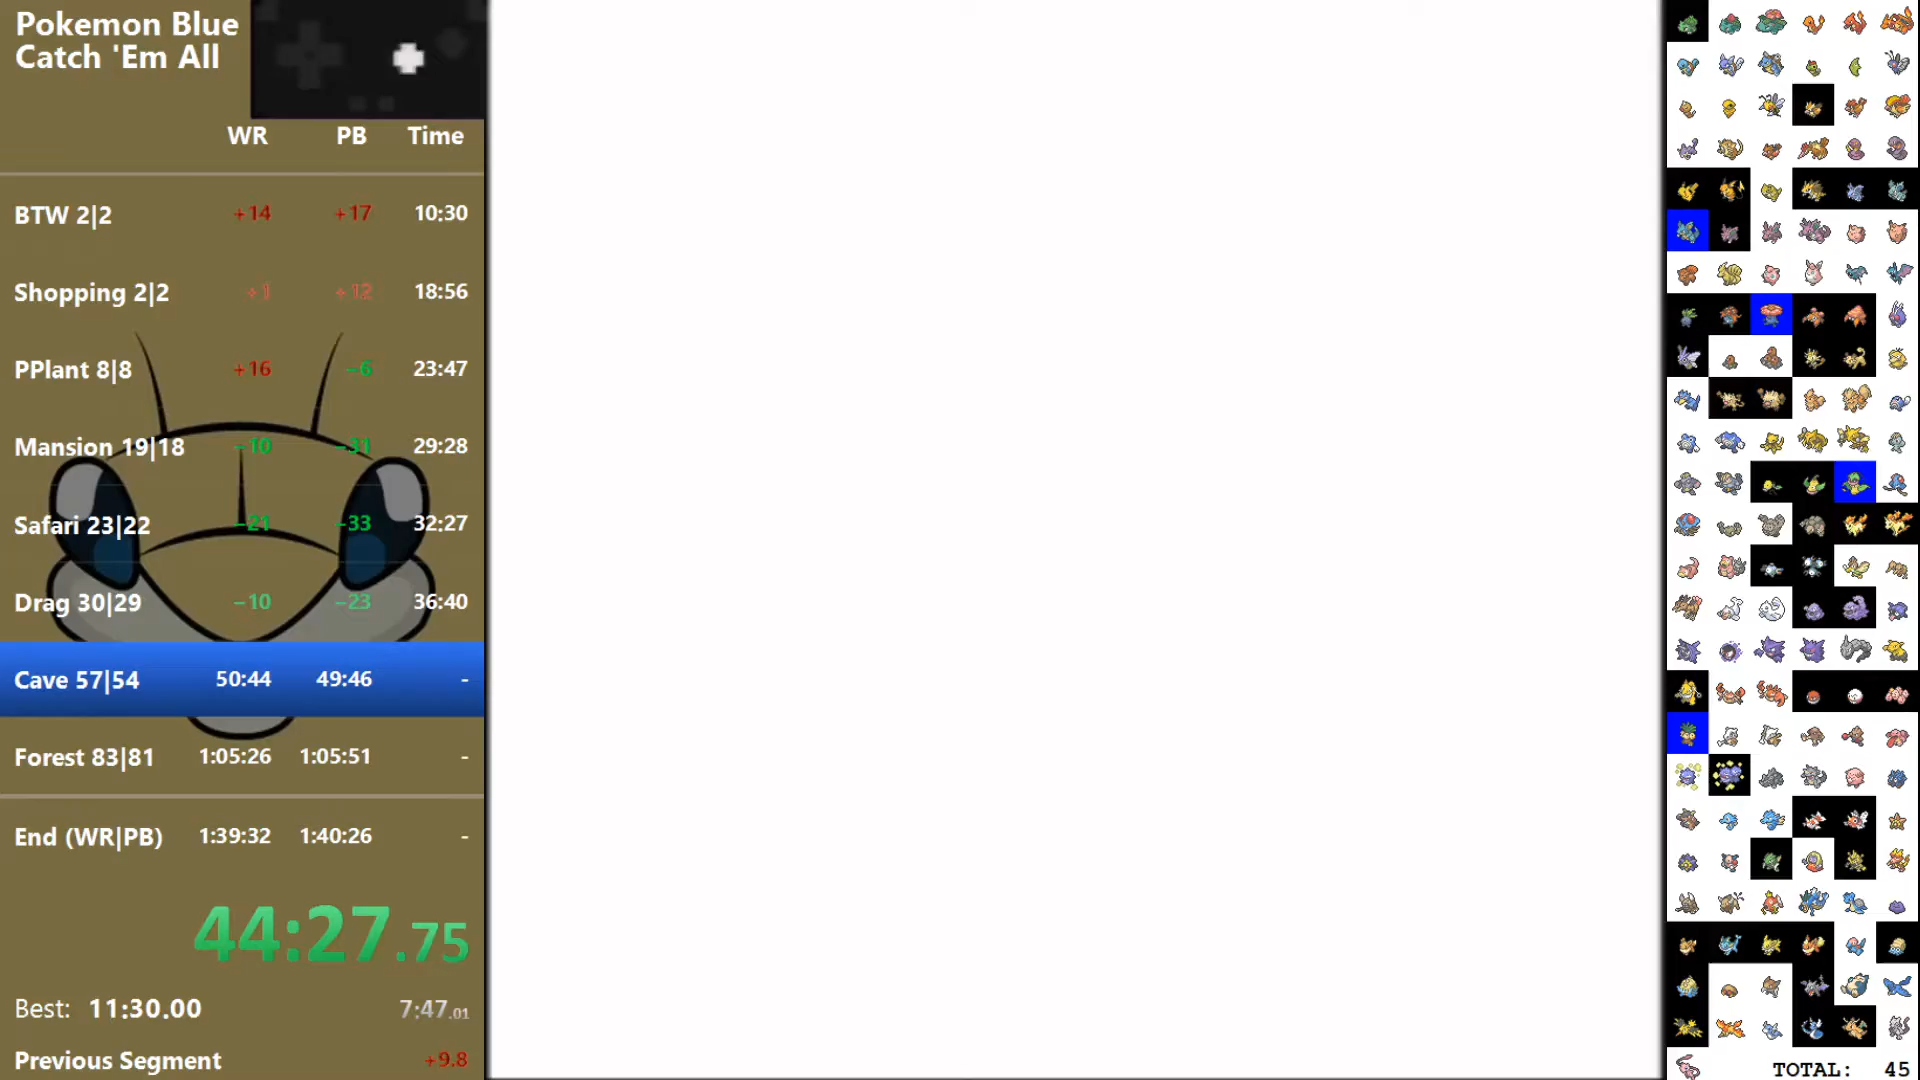 Pokemon Blue
Catch 'Em All
WR PB Time
BTW 2|2 +14 +17 10:30
Shopping 2|2 +1 +12 18:56
PPlant 8|8 +16 -6 23:47
Mansion 19|18 -10 -31 29:28
Safari 23|22 -21 -33 32:27
Drag 30|29 -10 -23 36:40
Cave 57|54 50:44 49:46 -
Forest 83|81 1:05:26 1:05:51 -
End (WR|PB) 1:39:32 1:40:26 -
44:27.75
Best: 11:30.00 7:47.01
Previous Segment +9.8
TOTAL: 45